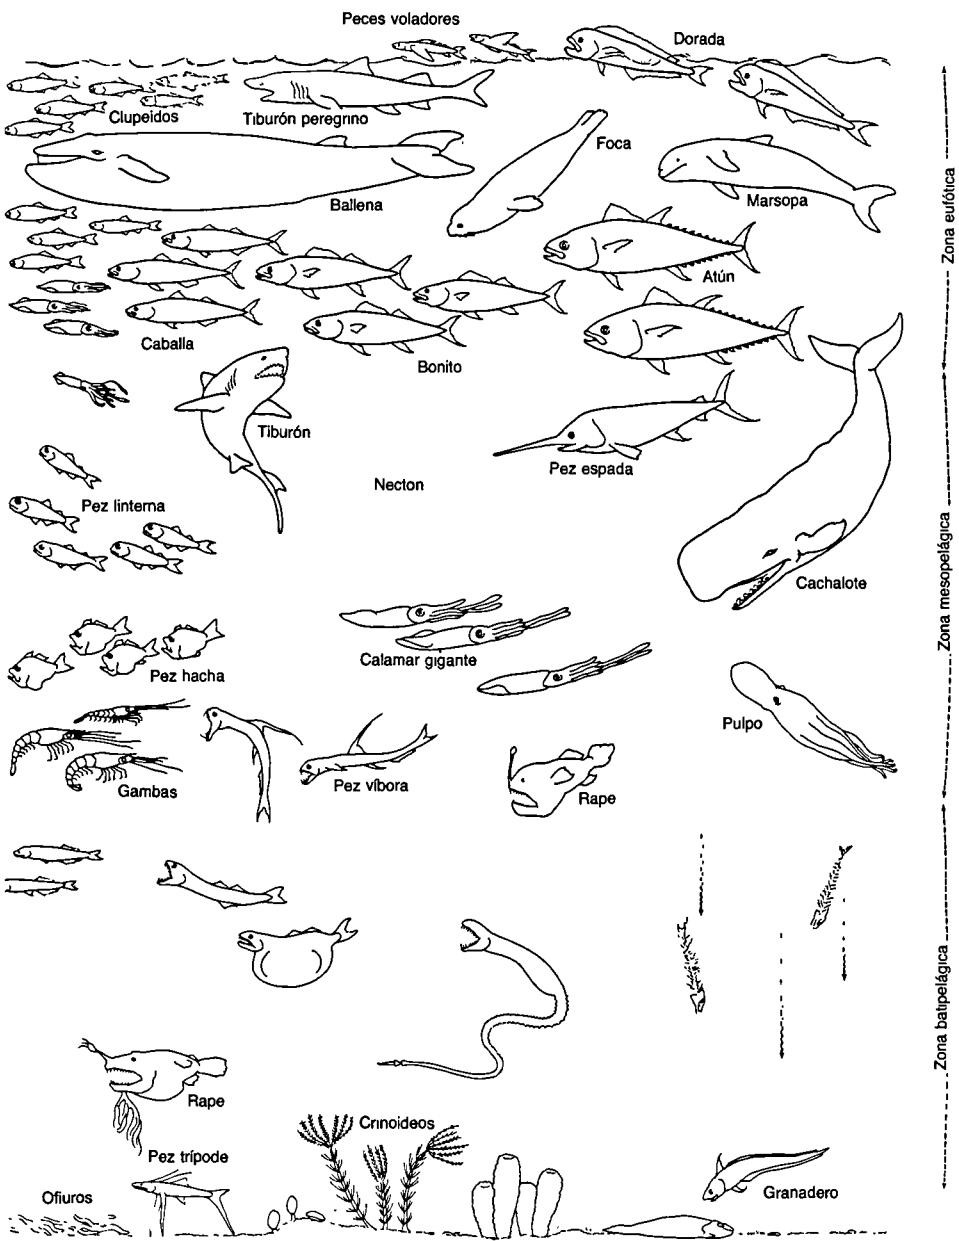 Peces voladores
Dorada
Clupeidos
Tiburón peregrino
Foca
Ballena
Marsopa
Zona eufótica
Atún
Caballa
Bonito
Tiburón
Pez espada
Necton
Pez linterna
Cachalote
Zona mesopelágica
Calamar gigante
Pez hacha
Pulpo
Gambas
Pez víbora
Rape
Zona batipelágica
Rape
Crinoideos
Pez trípode
Ofiuros
Granadero